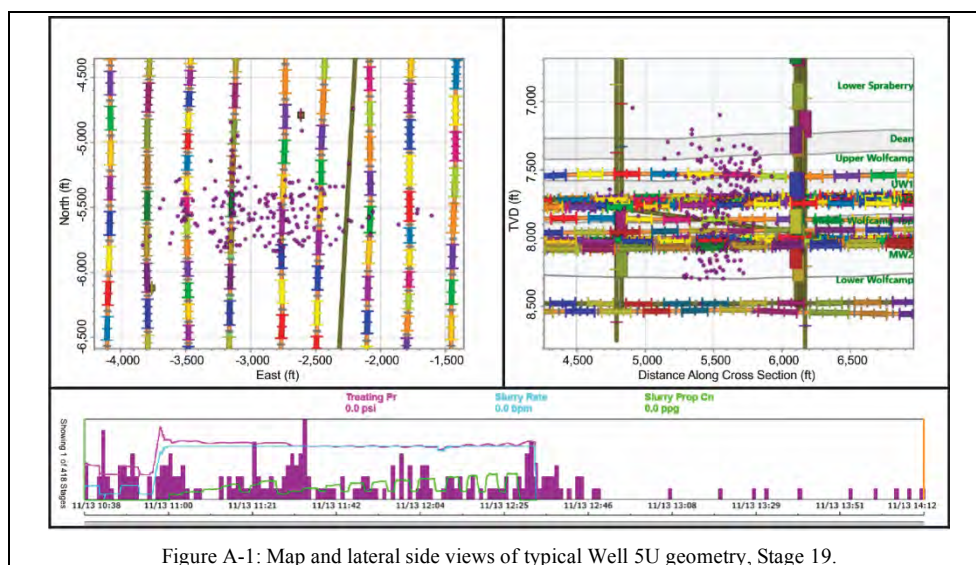 -4,500
-5,000
-5,500
-6,000
-6,500
North (ft)
-4,000 -3,500 -3,000 -2,500 -2,000 -1,500
East (ft)
7,000
7,500
8,000
8,500
TVD (ft)
Lower Spraberry
Dean
Upper Wolfcamp
UW1
Wolfcamp
MW2
Lower Wolfcamp
4,500 5,000 5,500 6,000 6,500
Distance Along Cross Section (ft)
Treating Pr Slurry Rate Slurry Prop Cn
0.0 psi 0.0 bpm 0.0 ppg
Showing 1 of 418 Stages
11/13 10:38 11/13 11:00 11/13 11:21 11/13 11:42 11/13 12:04 11/13 12:25 11/13 12:46 11/13 13:08 11/13 13:29 11/13 13:51 11/13 14:12
Figure A-1: Map and lateral side views of typical Well 5U geometry, Stage 19.